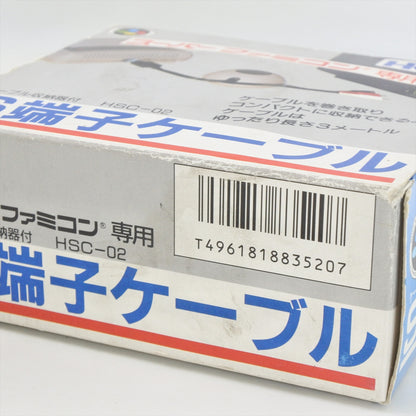 スーパーファミコン 専用
ケーブルを巻き取り
コンパクトに収納できる
ケーブルは
ゆったり長さ3メートル
ブル収納器付 HSC-02
端子ケーブル
ファミコン® 専用
納器付 HSC-02
T4961818835207
端子ケーブル